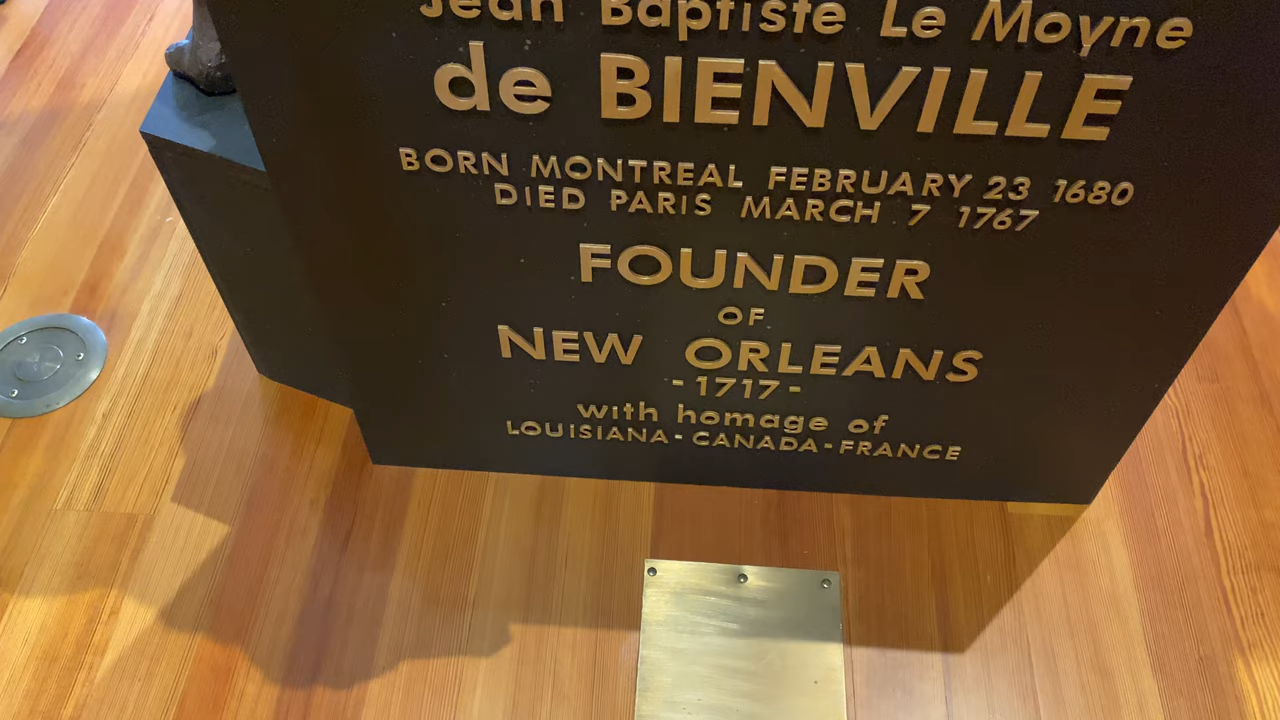 Jean Baptiste Le Moyne
de BIENVILLE
BORN MONTREAL FEBRUARY 23 1680
DIED PARIS MARCH 7 1767
FOUNDER
OF
NEW ORLEANS
-1717-
with homage of
LOUISIANA-CANADA-FRANCE